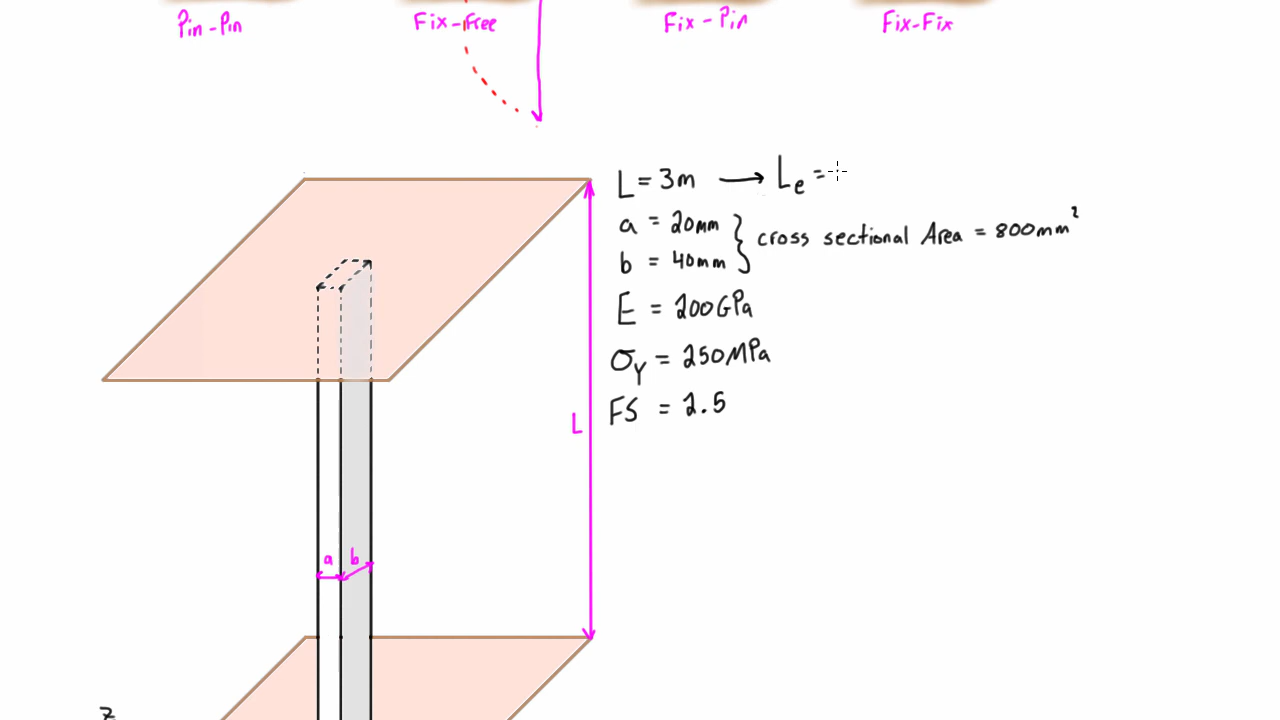 Pin-Pin
Fix-Free
Fix-Pin
Fix-Fix
L = 3m → Le =
a = 20mm
b = 40mm
cross sectional Area = 800mm²
E = 200GPa
σY = 250MPa
FS = 2.5
L
a
b
z